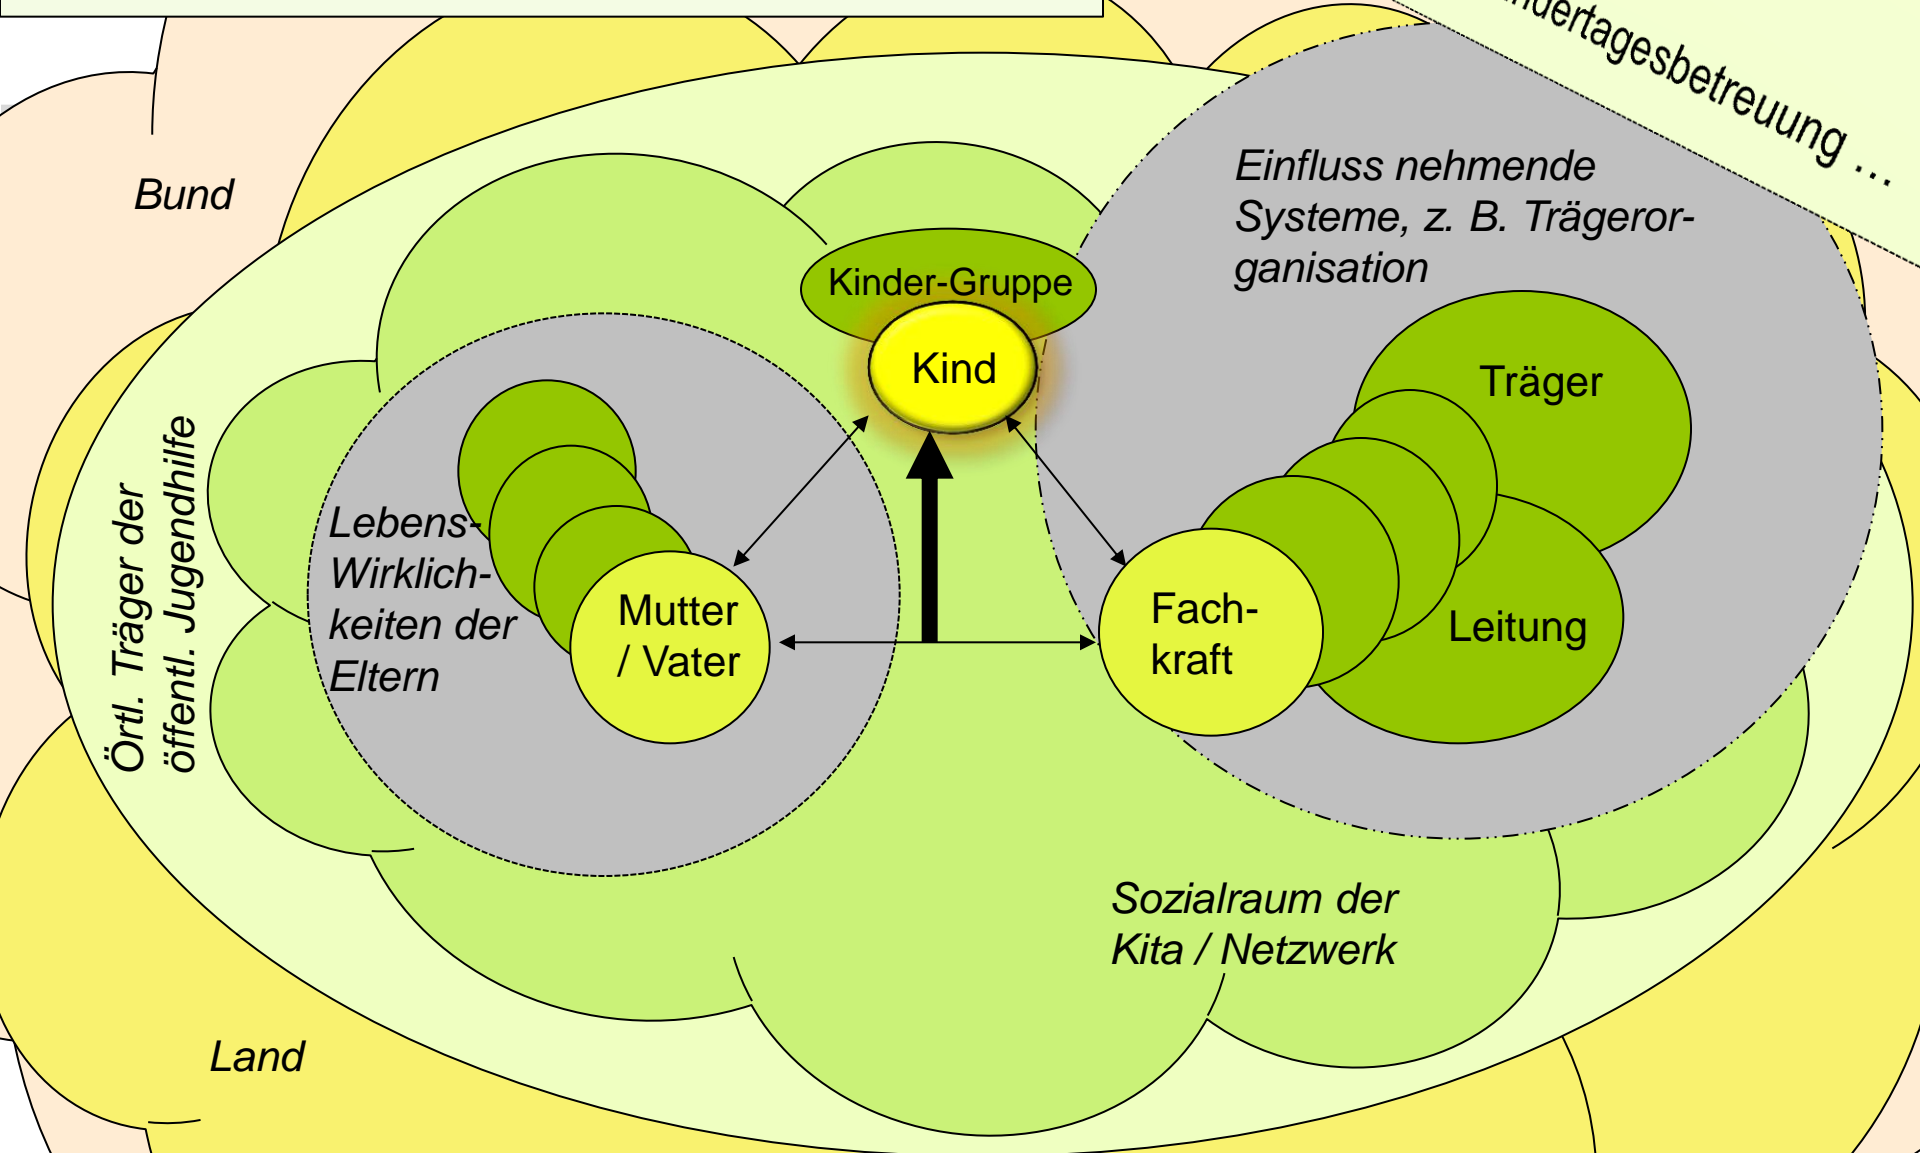 Kindertagesbetreuung …
Bund
Einfluss nehmende
Systeme, z. B. Trägeror-
ganisation
Kinder-Gruppe
Kind
Träger
Örtl. Träger der
öffentl. Jugendhilfe
Lebens-
Wirklich-
keiten der
Eltern
Mutter
/ Vater
Fach-
kraft
Leitung
Sozialraum der
Kita / Netzwerk
Land